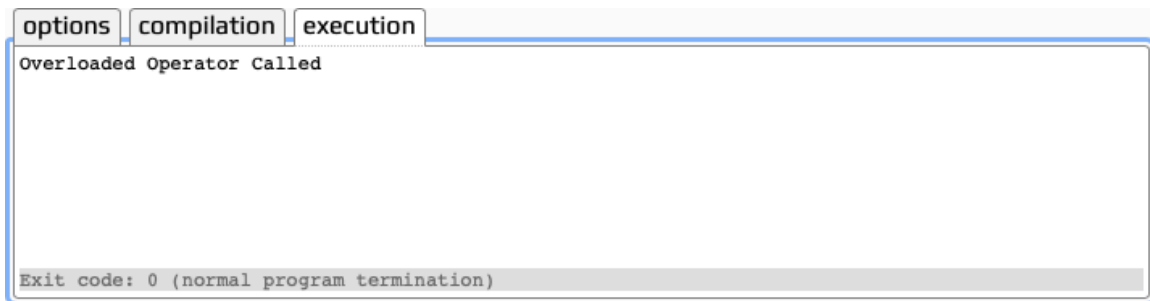 options compilation execution
Overloaded Operator Called
Exit code: 0 (normal program termination)